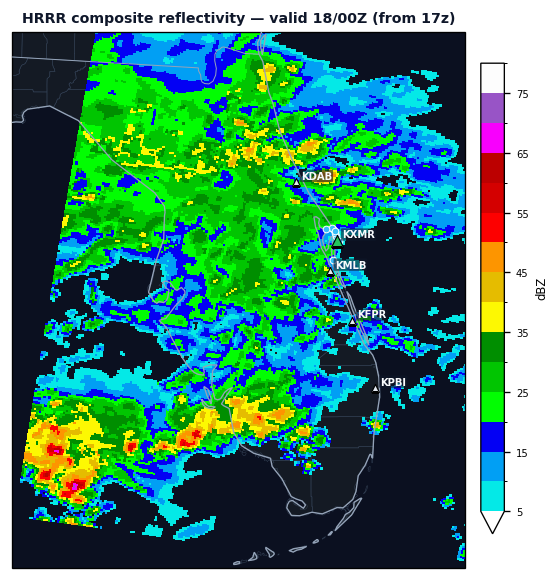 HRRR composite reflectivity — valid 18/00Z (from 17z)
KDAB
KXMR
KMLB
KFPR
KPBI
75
65
55
45
35
25
15
5
dBZ